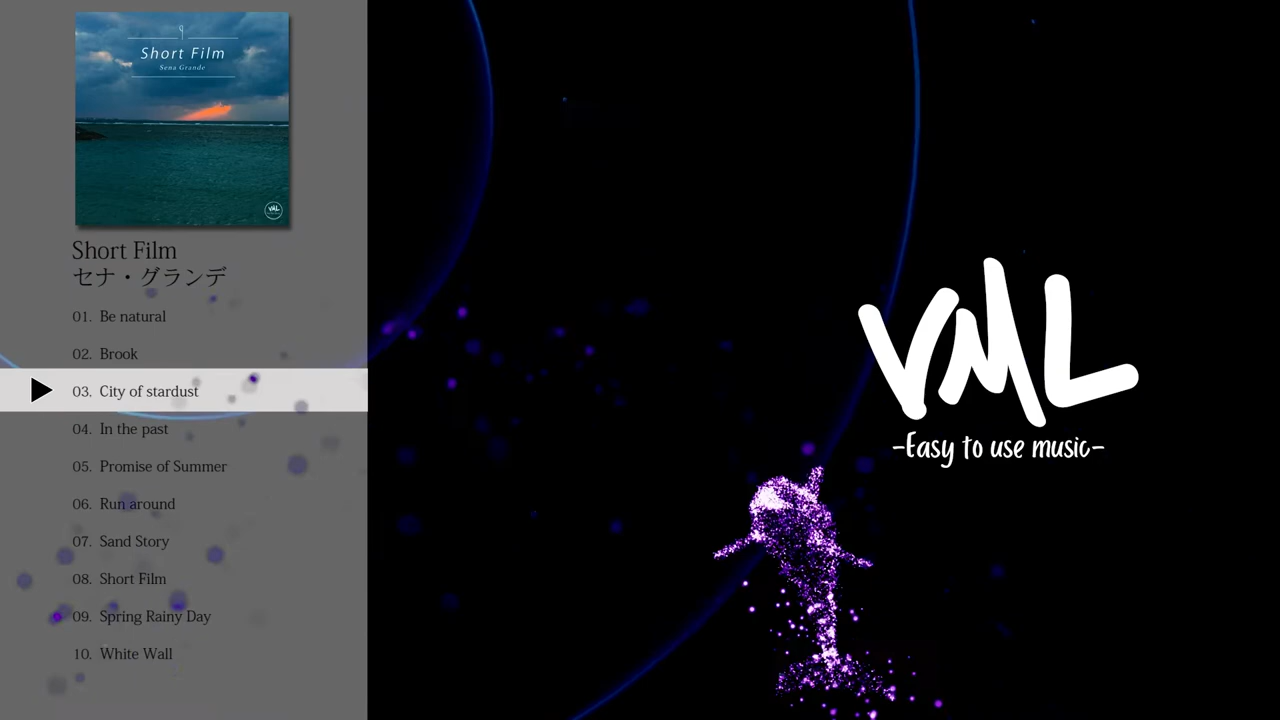 Short Film
Sena Grande
VML
Short Film
セナ・グランデ
01. Be natural
02. Brook
03. City of stardust
04. In the past
05. Promise of Summer
06. Run around
07. Sand Story
08. Short Film
09. Spring Rainy Day
10. White Wall
VML
-Easy to use music-